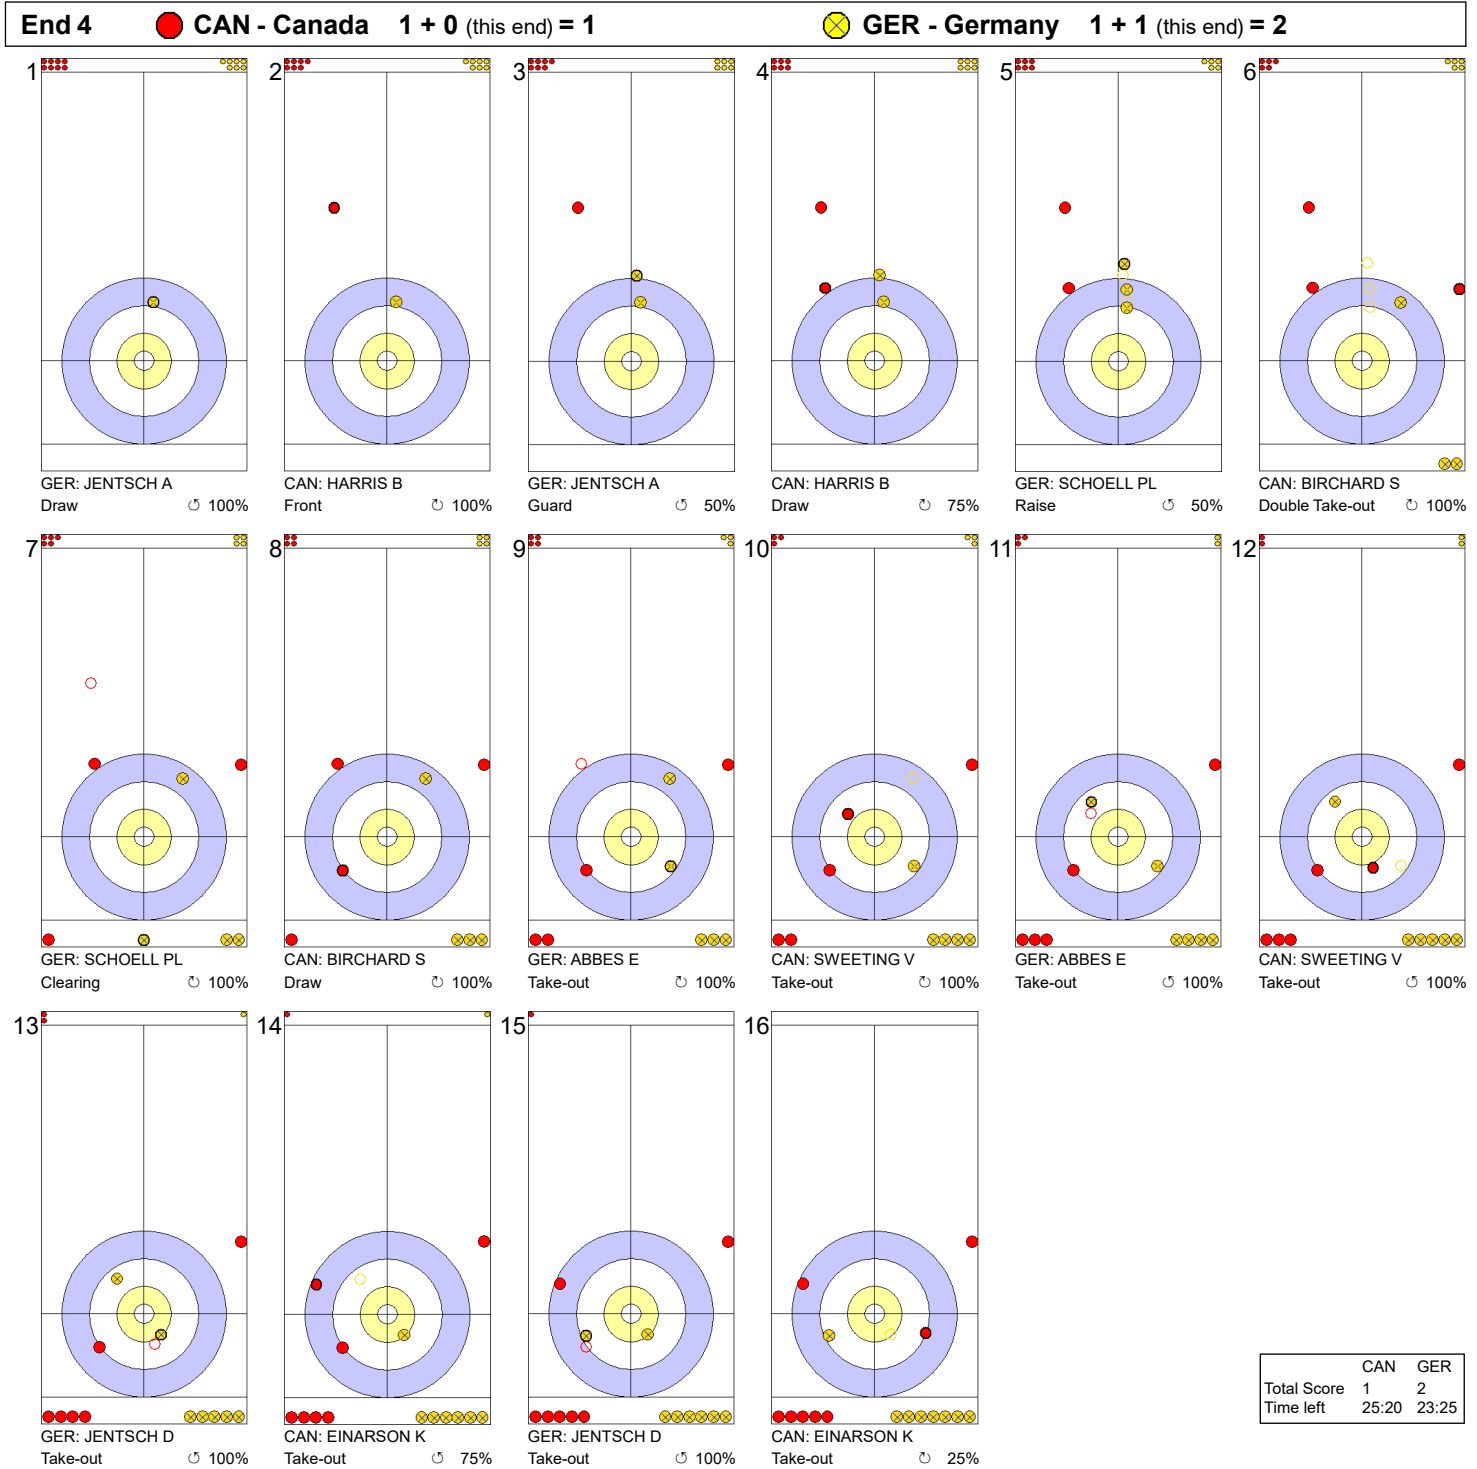 End 4 CAN - Canada 1 + 0 (this end) = 1 GER - Germany 1 + 1 (this end) = 2
1 2 3 4 5 6
GER: JENTSCH A CAN: HARRIS B GER: JENTSCH A CAN: HARRIS B GER: SCHOELL PL CAN: BIRCHARD S
Draw ↺ 100% Front ↻ 100% Guard ↺ 50% Draw ↻ 75% Raise ↺ 50% Double Take-out ↻ 100%
7 8 9 10 11 12
GER: SCHOELL PL CAN: BIRCHARD S GER: ABBES E CAN: SWEETING V GER: ABBES E CAN: SWEETING V
Clearing ↻ 100% Draw ↻ 100% Take-out ↻ 100% Take-out ↻ 100% Take-out ↺ 100% Take-out ↻ 100%
13 14 15 16
GER: JENTSCH D CAN: EINARSON K GER: JENTSCH D CAN: EINARSON K
Take-out ↺ 100% Take-out ↺ 75% Take-out ↺ 100% Take-out ↻ 25%
CAN GER
Total Score 1 2
Time left 25:20 23:25